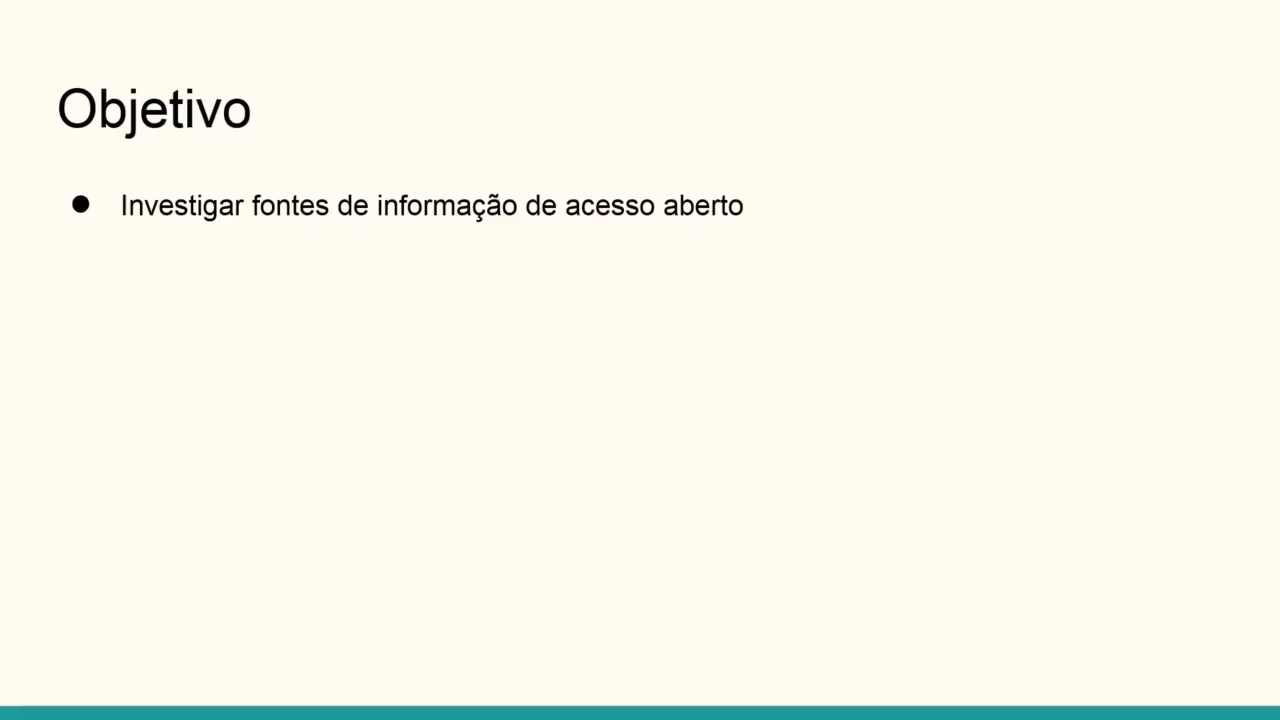 Objetivo
● Investigar fontes de informação de acesso aberto